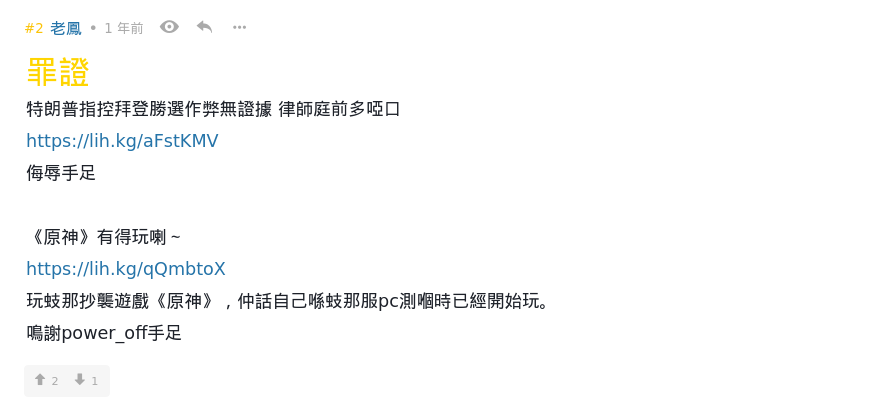 #2 老鳳 • 1 年前
罪證
特朗普指控拜登勝選作弊無證據 律師庭前多啞口
https://lih.kg/aFstKMV
侮辱手足
《原神》有得玩喇～
https://lih.kg/qQmbtoX
玩蚊那抄襲遊戲《原神》，仲話自己喺蚊那服pc測嗰時已經開始玩。
鳴謝power_off手足
2 1